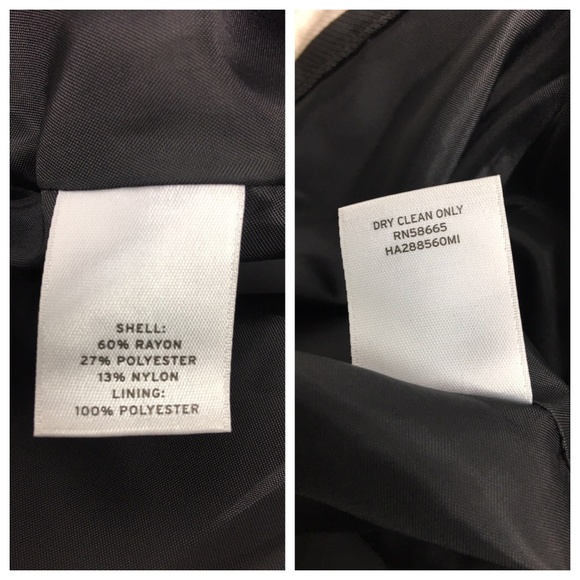 SHELL:
60% RAYON
27% POLYESTER
13% NYLON
LINING:
100% POLYESTER
DRY CLEAN ONLY
RN58665
HA288560MI